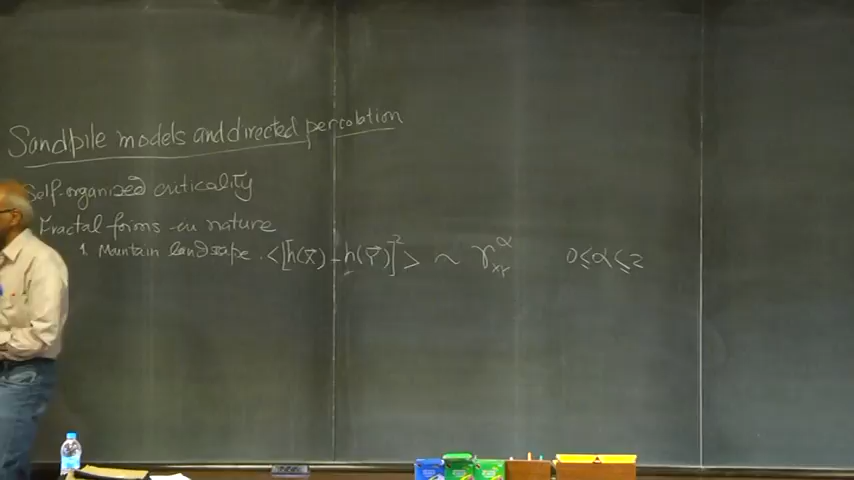 Sandpile models and directed percolation
Self-organized criticality
Fractal forms in nature
1. Mountain landscape . <[h(x⃗) - h(y⃗)]²> ~ r_xy^α 0 ≤ α ≤ 2